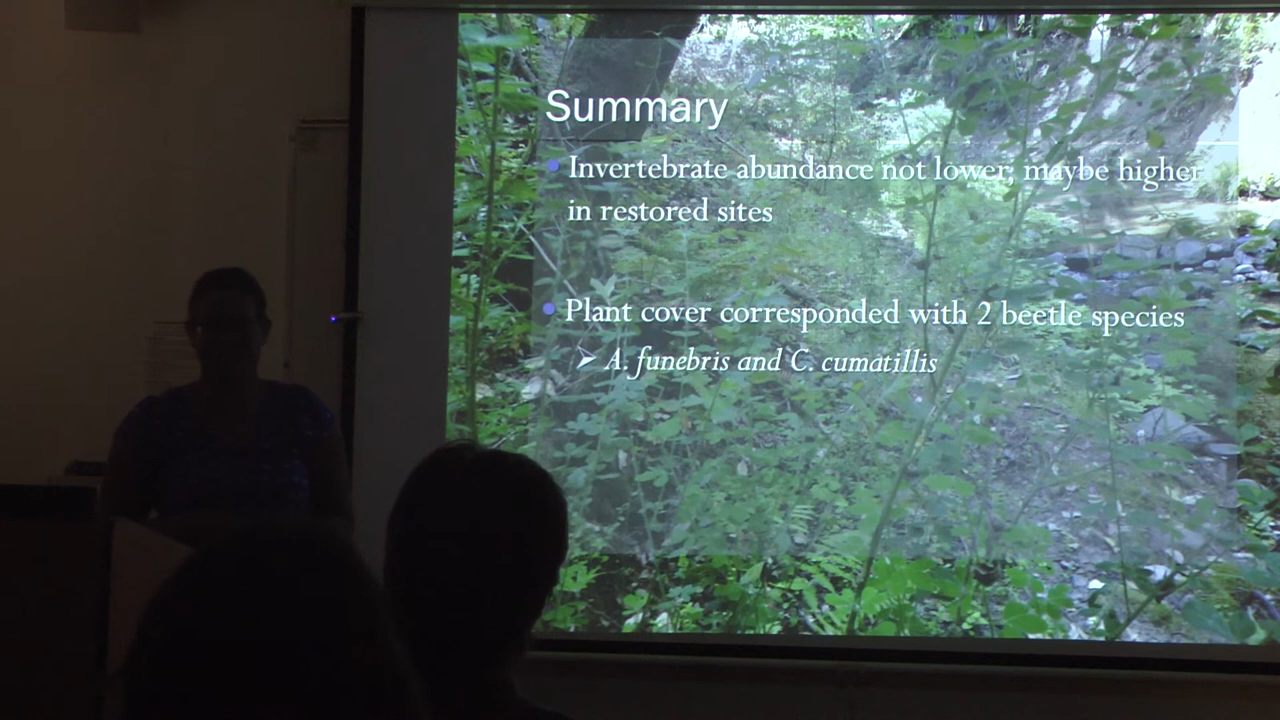 Summary
Invertebrate abundance not lower; maybe higher
in restored sites
Plant cover corresponded with 2 beetle species
A. funebris and C. cumatillis